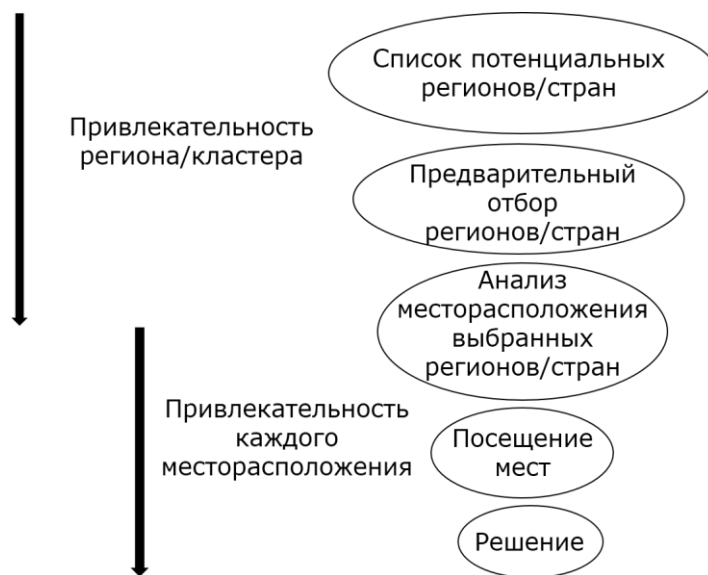 Список потенциальных
регионов/стран
Привлекательность
региона/кластера
Предварительный
отбор
регионов/стран
Анализ
месторасположения
выбранных
регионов/стран
Привлекательность
каждого
месторасположения
Посещение
мест
Решение